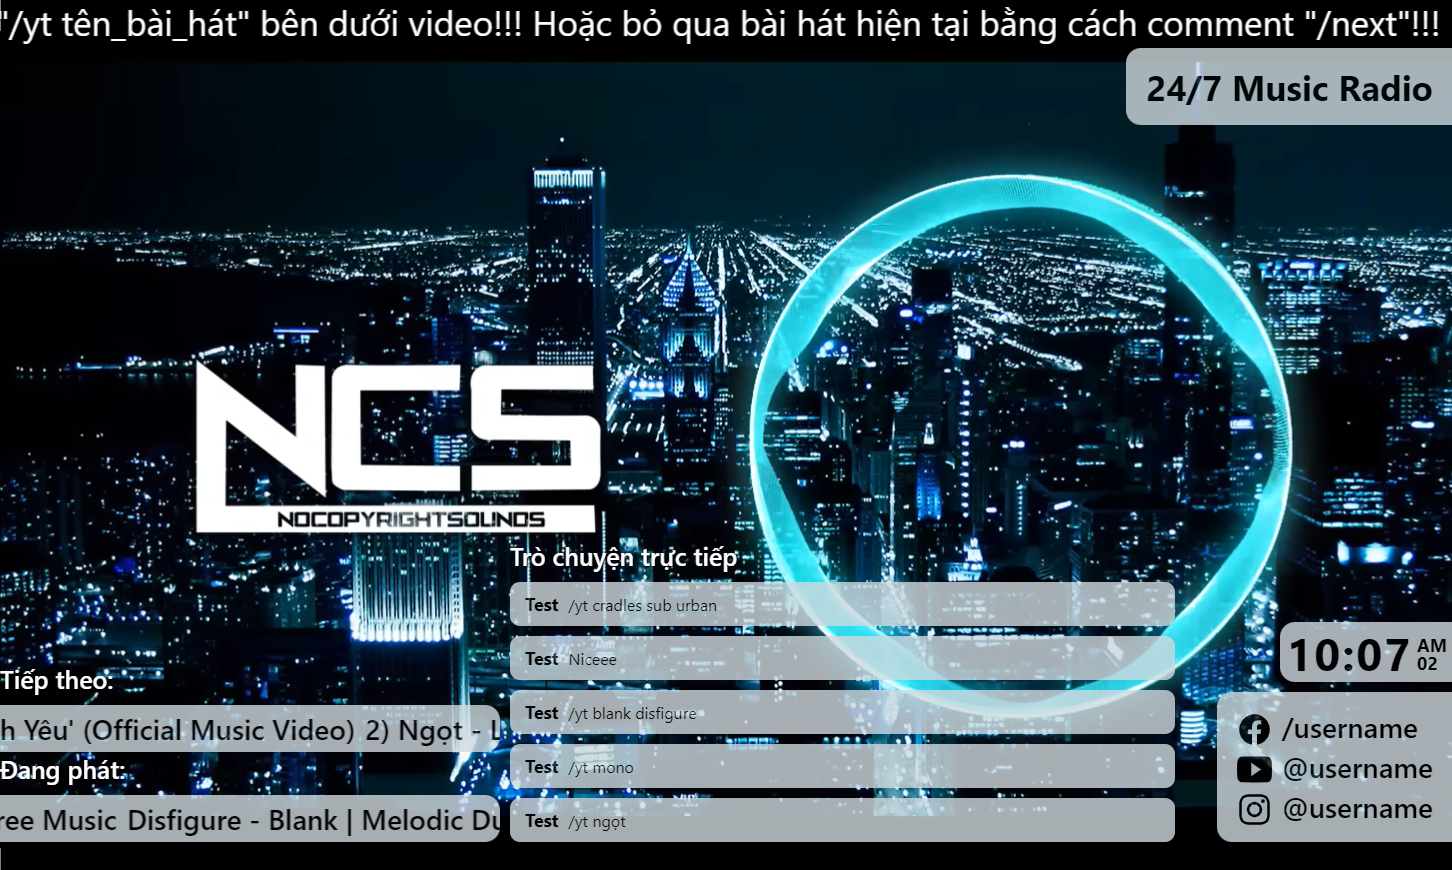 "/yt tên_bài_hát" bên dưới video!!! Hoặc bỏ qua bài hát hiện tại bằng cách comment "/next"!!!
24/7 Music Radio
NCS
NOCOPYRIGHTSOUNDS
Trò chuyện trực tiếp
Test /yt cradles sub urban
Test Niceee
Test /yt blank disfigure
Test /yt mono
Test /yt ngọt
Tiếp theo:
h Yêu' (Official Music Video) 2) Ngọt - L
Đang phát:
ree Music Disfigure - Blank | Melodic Du
10:07 AM
02
/username
@username
@username